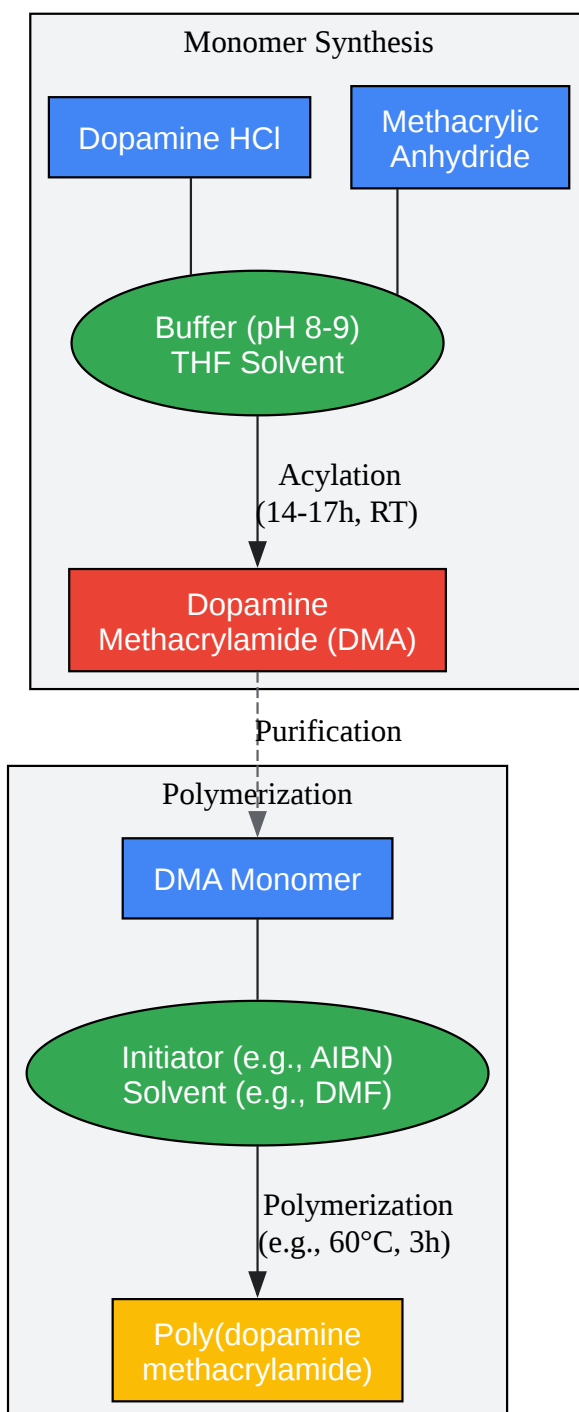 Monomer Synthesis
Dopamine HCl
Methacrylic
Anhydride
Buffer (pH 8-9)
THF Solvent
Acylation
(14-17h, RT)
Dopamine
Methacrylamide (DMA)
Purification
Polymerization
DMA Monomer
Initiator (e.g., AIBN)
Solvent (e.g., DMF)
Polymerization
(e.g., 60°C, 3h)
Poly(dopamine
methacrylamide)